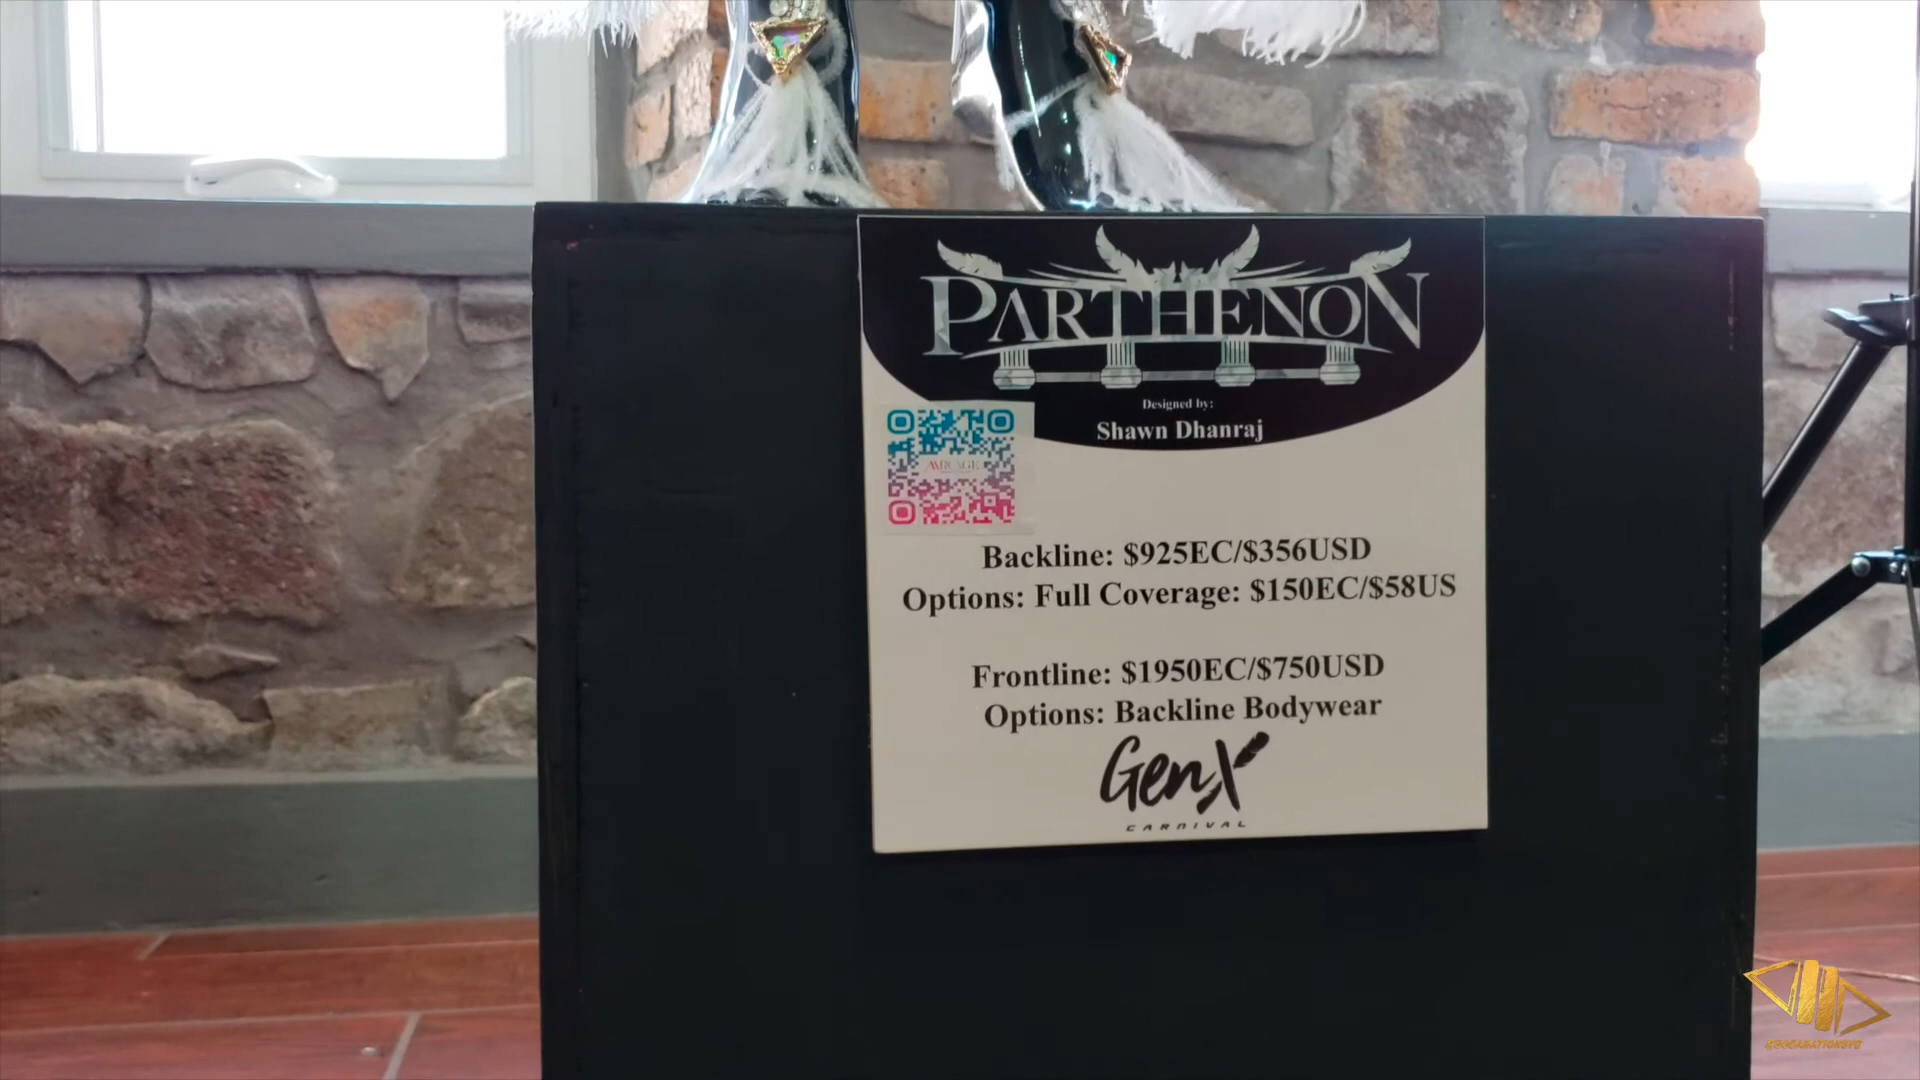 PARTHENON
Designed by:
Shawn Dhanraj
MIRAGE
Backline: $925EC/$356USD
Options: Full Coverage: $150EC/$58US
Frontline: $1950EC/$750USD
Options: Backline Bodywear
GenX
CARNIVAL